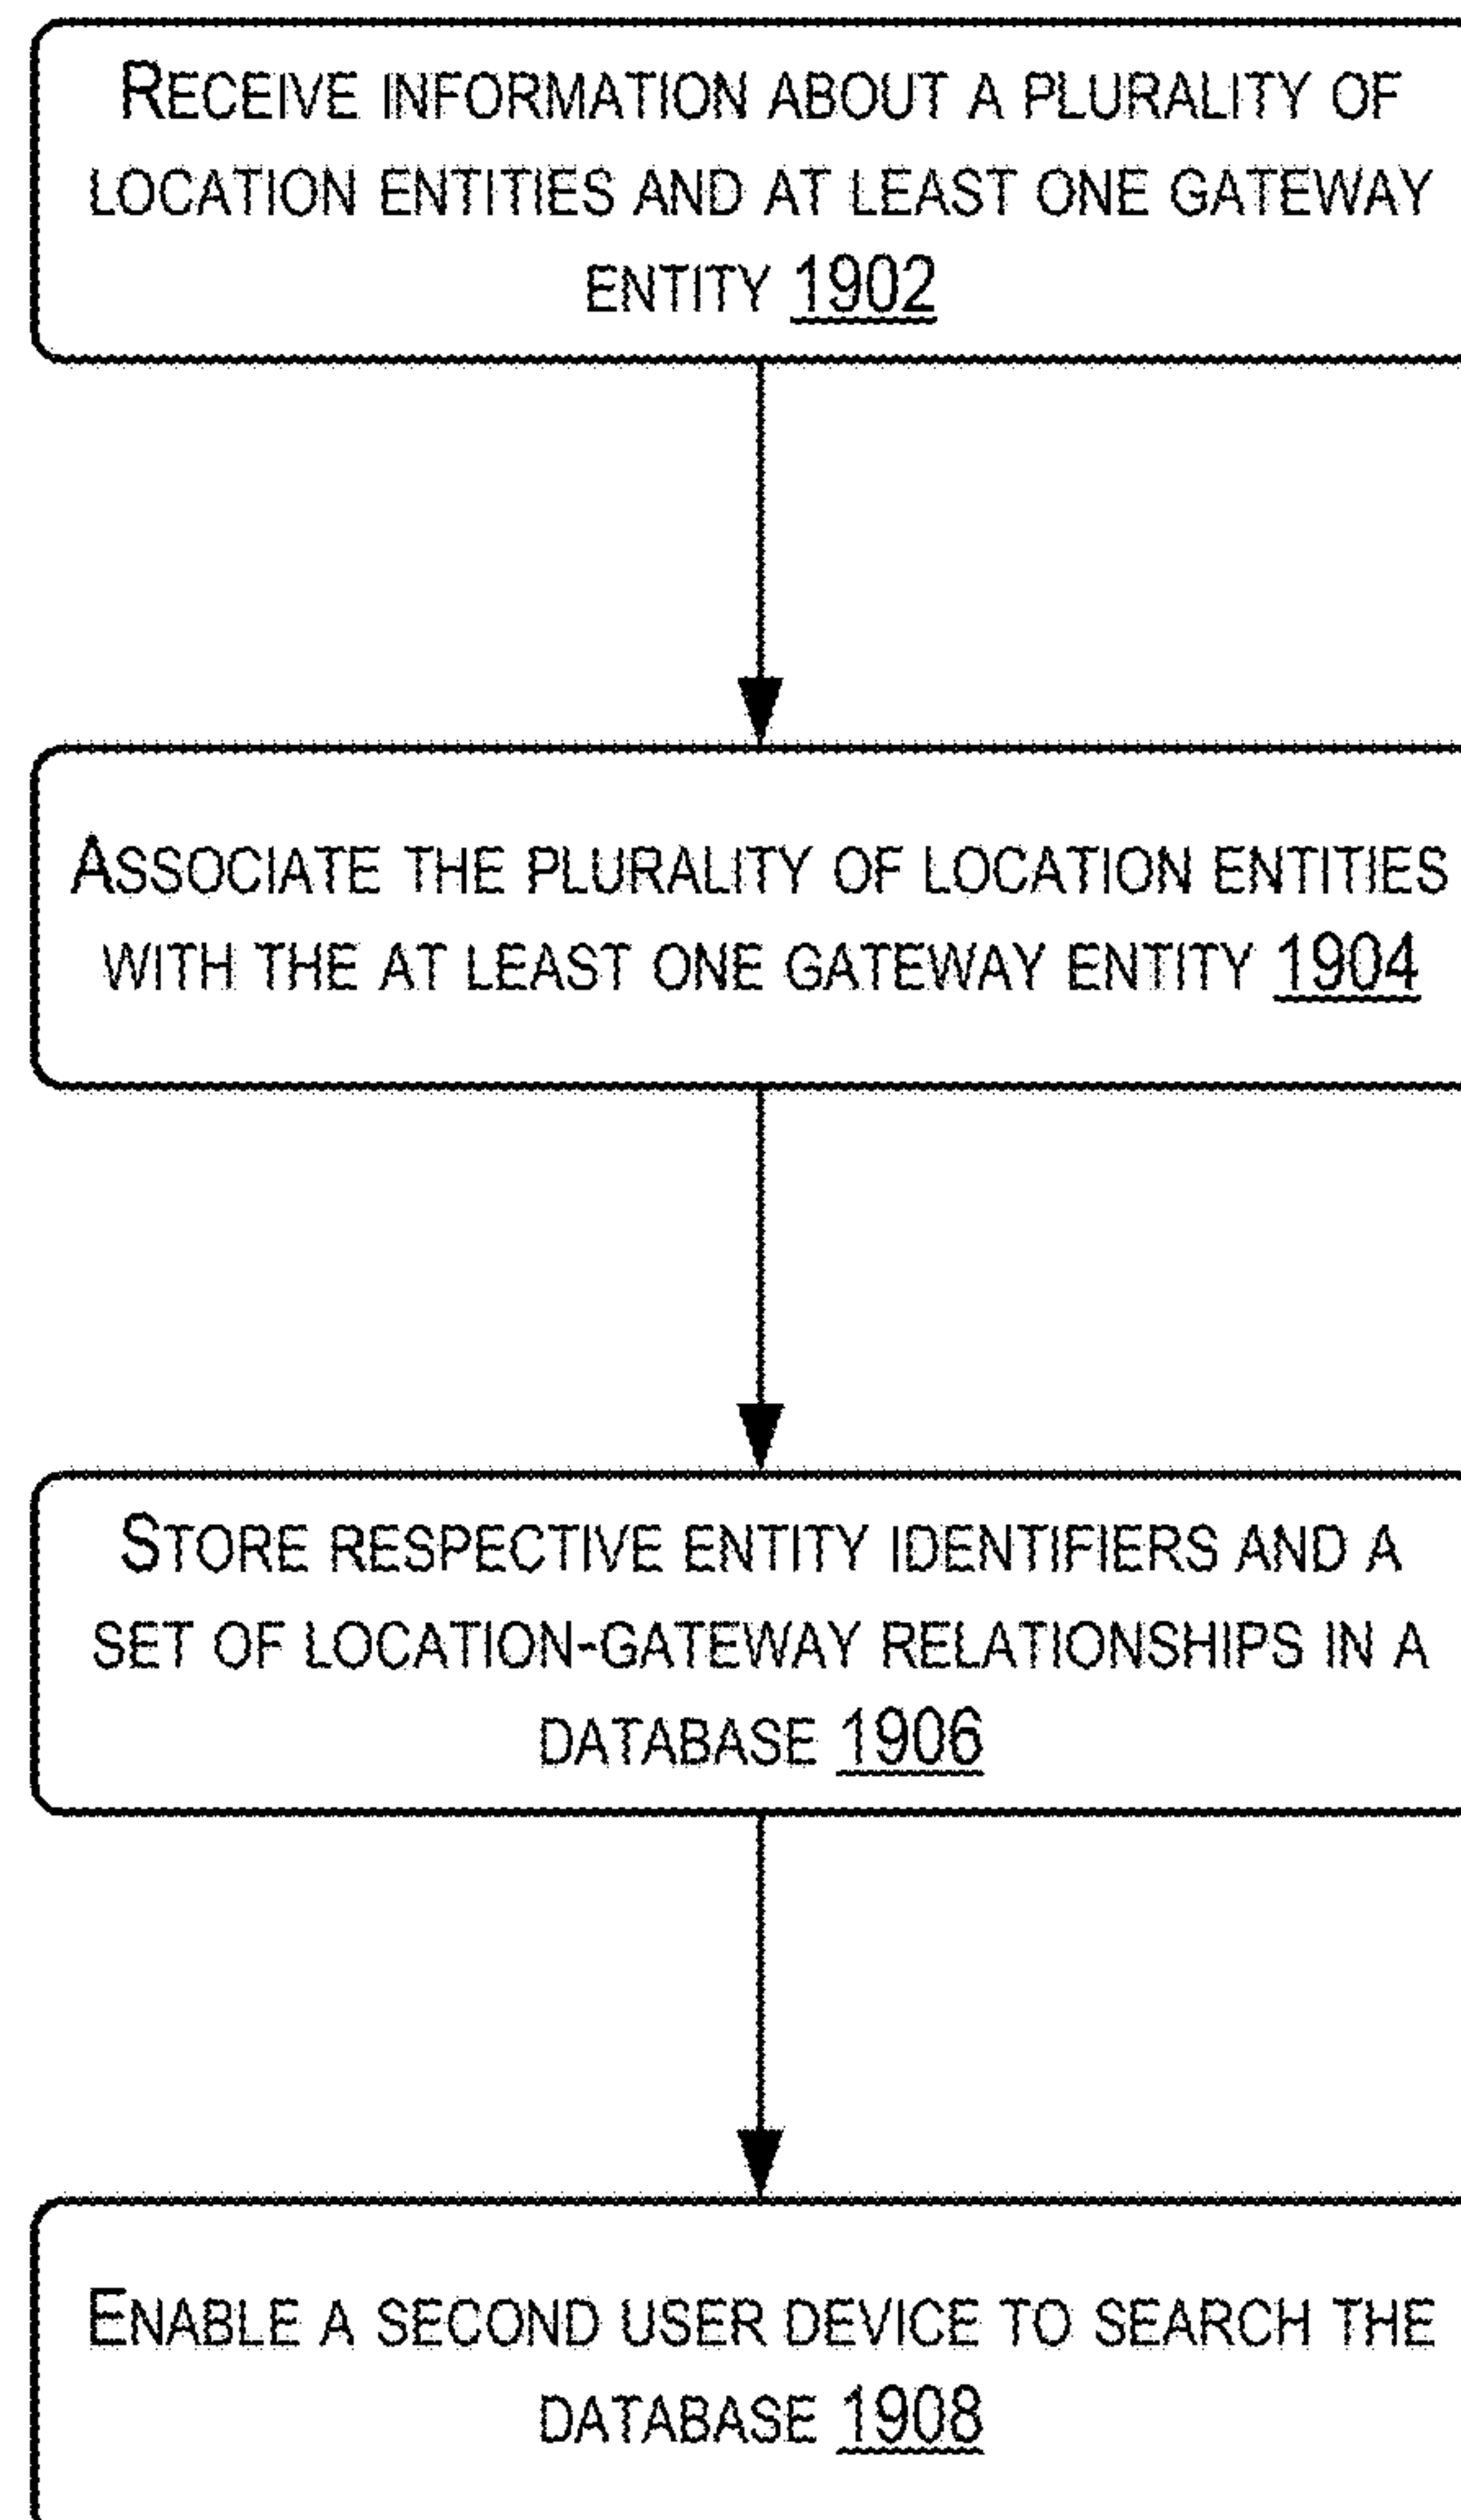 RECEIVE INFORMATION ABOUT A PLURALITY OF
LOCATION ENTITIES AND AT LEAST ONE GATEWAY
ENTITY 1902
ASSOCIATE THE PLURALITY OF LOCATION ENTITIES
WITH THE AT LEAST ONE GATEWAY ENTITY 1904
STORE RESPECTIVE ENTITY IDENTIFIERS AND A
SET OF LOCATION-GATEWAY RELATIONSHIPS IN A
DATABASE 1906
ENABLE A SECOND USER DEVICE TO SEARCH THE
DATABASE 1908